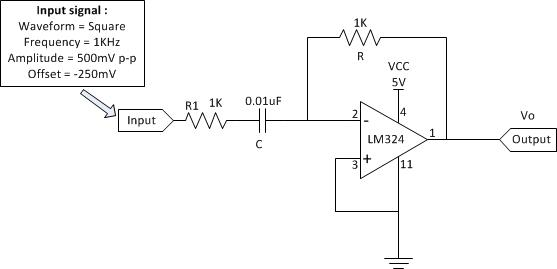 Input signal :
Waveform = Square
Frequency = 1KHz
Amplitude = 500mV p-p
Offset = -250mV
Input
R1 1K
0.01uF
C
1K
R
VCC
5V
4
2
-
LM324
1
+
3
11
Vo
Output